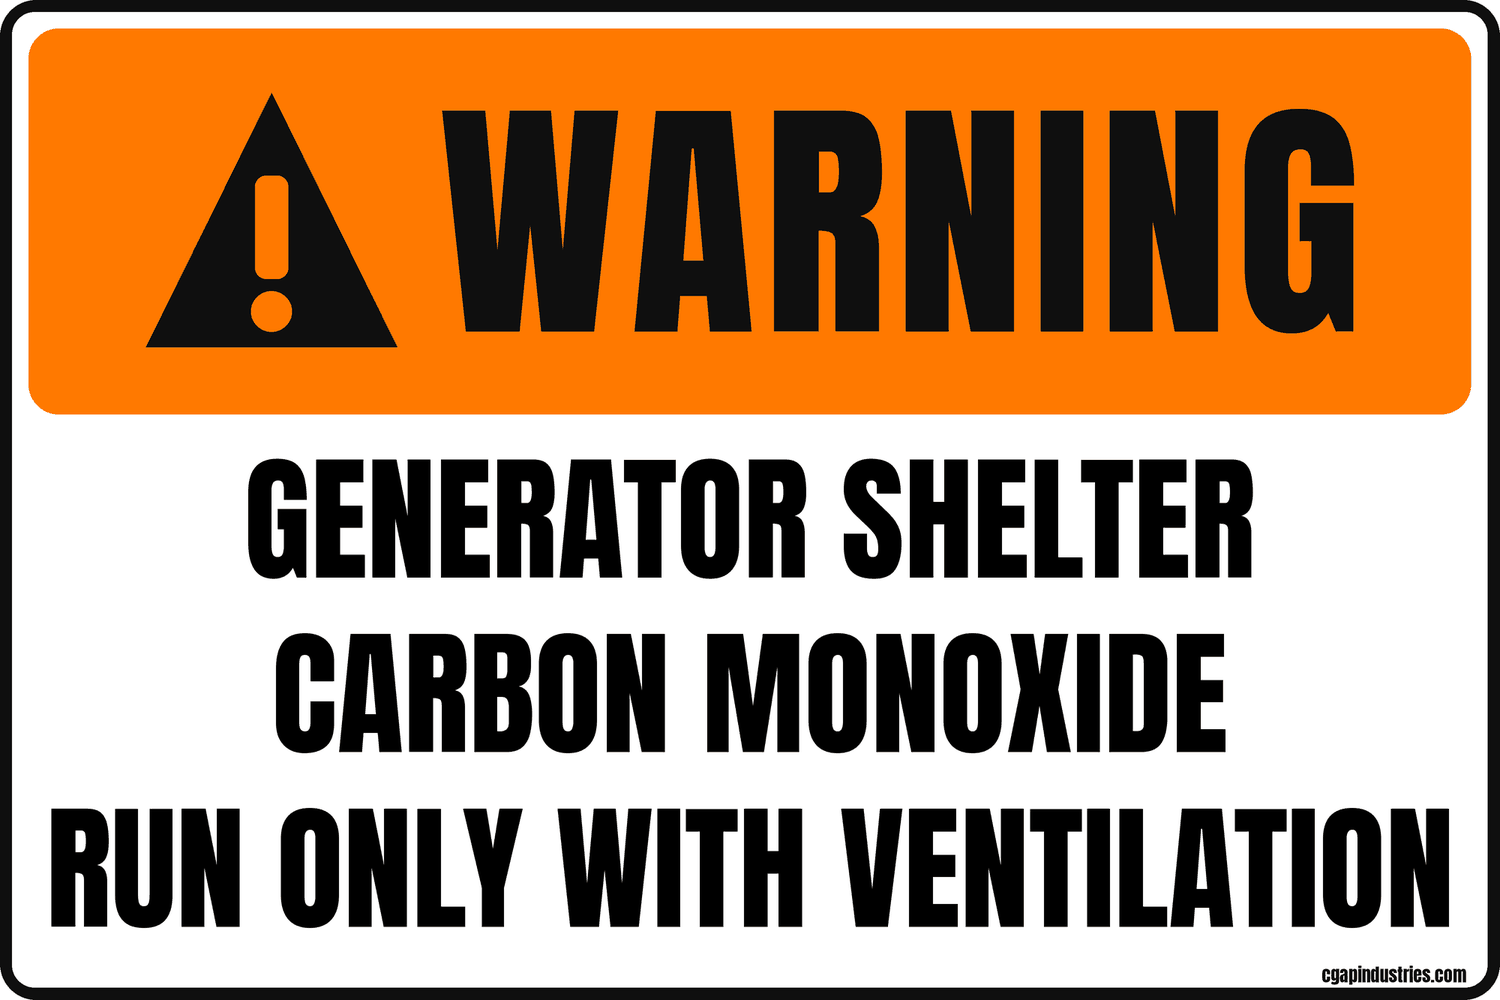 WARNING
GENERATOR SHELTER
CARBON MONOXIDE
RUN ONLY WITH VENTILATION
cgapindustries.com